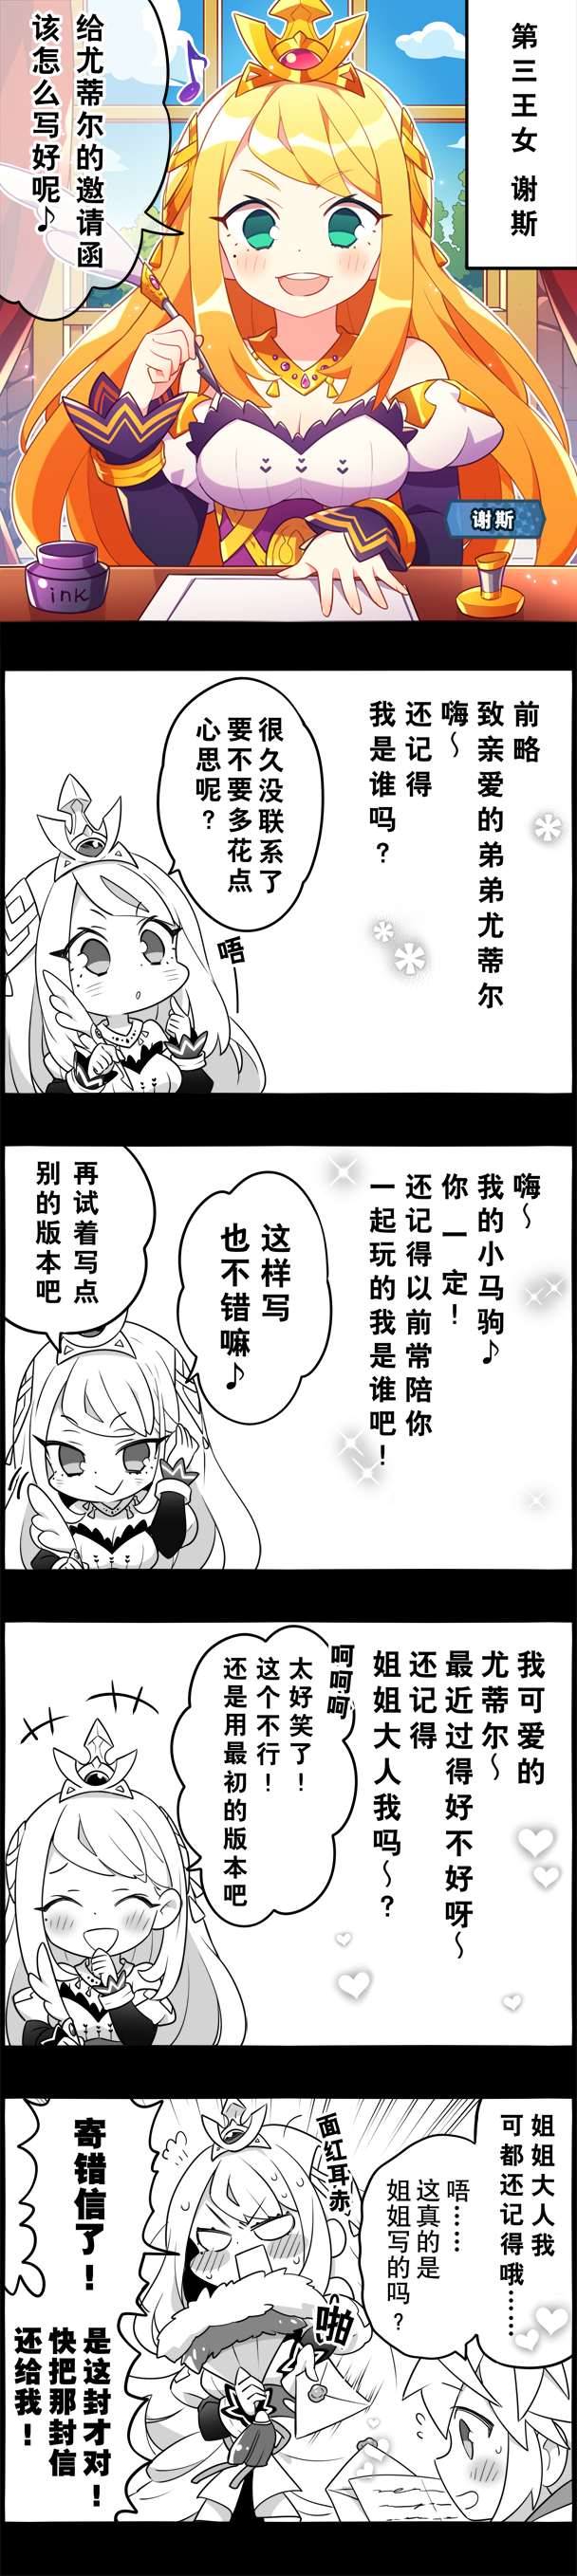 第三王女 谢斯
给尤蒂尔的邀请函
该怎么写好呢？♪
谢斯
ink
前略
致亲爱的弟弟尤蒂尔
嗨～
还记得
我是谁吗？
很久没联系了
要不要多花点
心思呢？
唔
嗨～
我的小马驹♪
你一定！
还记得以前常陪你
一起玩的我是谁吧！
这样写
也不错嘛♪
再试着写点
别的版本吧
我可爱的
尤蒂尔～
最近过得好不好呀～
还记得
姐姐大人我吗～？
呵呵呵
太好笑了！
这个不行！
还是用最初的版本吧
姐姐大人我
可都还记得哦……
唔……
这真的是
姐姐写的吗？
面红耳赤
啪
寄错信了！
是这封才对！
快把那封信
还给我！